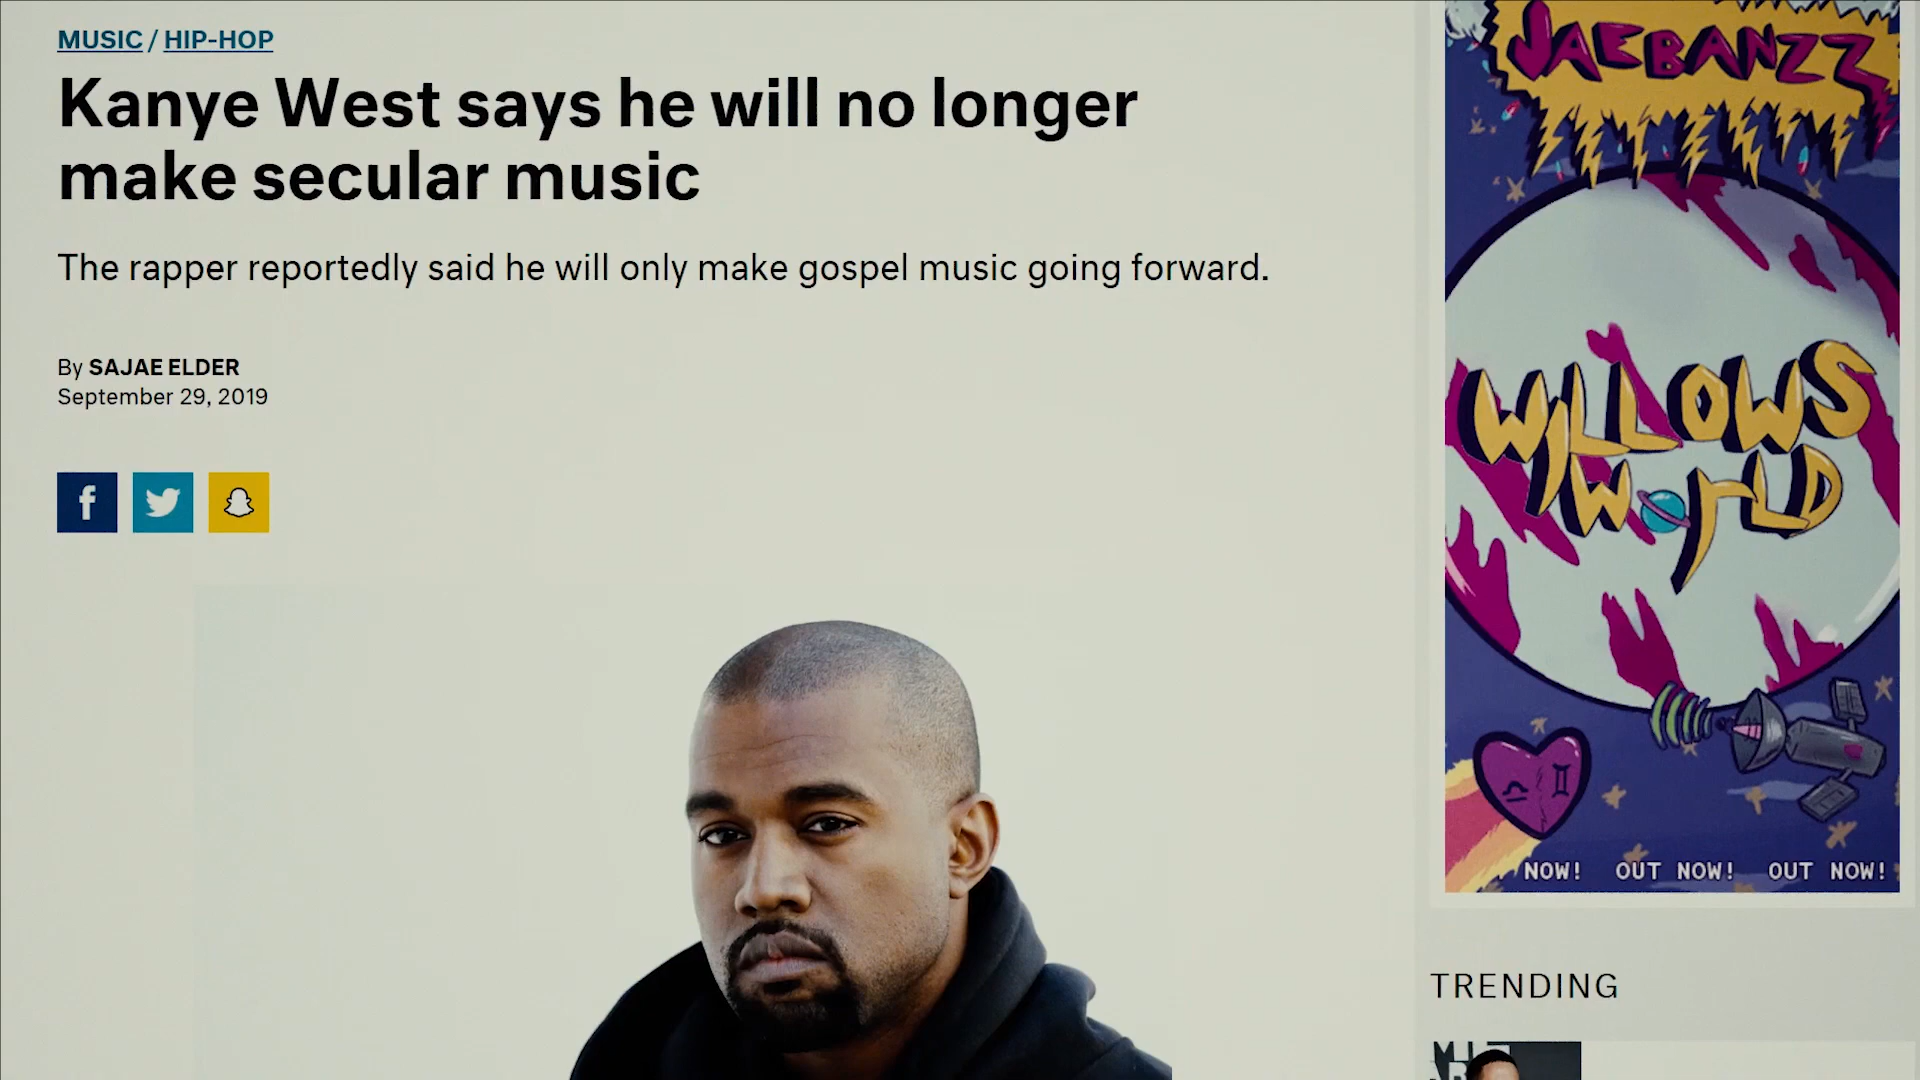 MUSIC / HIP-HOP
Kanye West says he will no longer
make secular music
The rapper reportedly said he will only make gospel music going forward.
By SAJAE ELDER
September 29, 2019
JAEBANZZ
WILLOWS
WORLD
NOW! OUT NOW! OUT NOW!
TRENDING